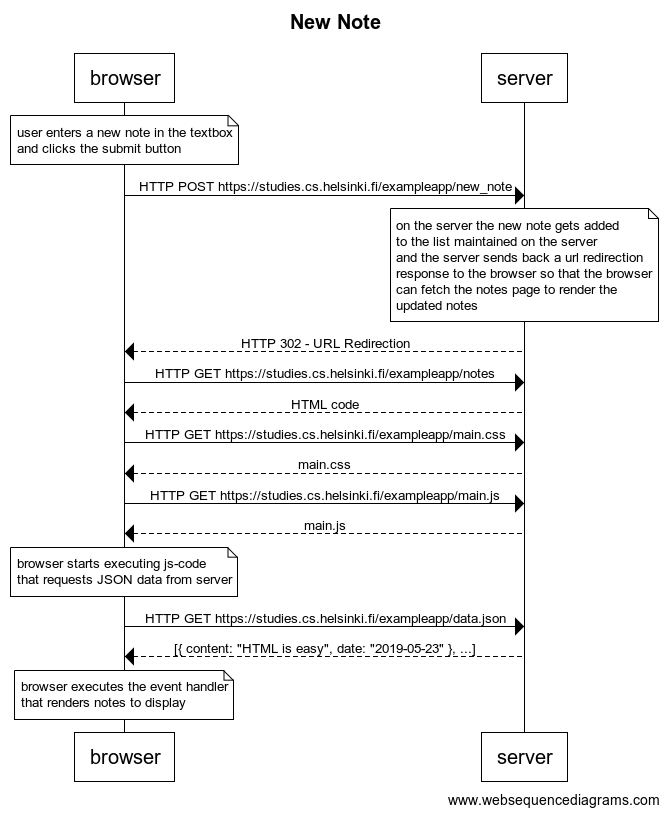 New Note
browser
server
user enters a new note in the textbox
and clicks the submit button
HTTP POST https://studies.cs.helsinki.fi/exampleapp/new_note
on the server the new note gets added
to the list maintained on the server
and the server sends back a url redirection
response to the browser so that the browser
can fetch the notes page to render the
updated notes
HTTP 302 - URL Redirection
HTTP GET https://studies.cs.helsinki.fi/exampleapp/notes
HTML code
HTTP GET https://studies.cs.helsinki.fi/exampleapp/main.css
main.css
HTTP GET https://studies.cs.helsinki.fi/exampleapp/main.js
main.js
browser starts executing js-code
that requests JSON data from server
HTTP GET https://studies.cs.helsinki.fi/exampleapp/data.json
[{ content: "HTML is easy", date: "2019-05-23" }, ...]
browser executes the event handler
that renders notes to display
browser
server
www.websequencediagrams.com